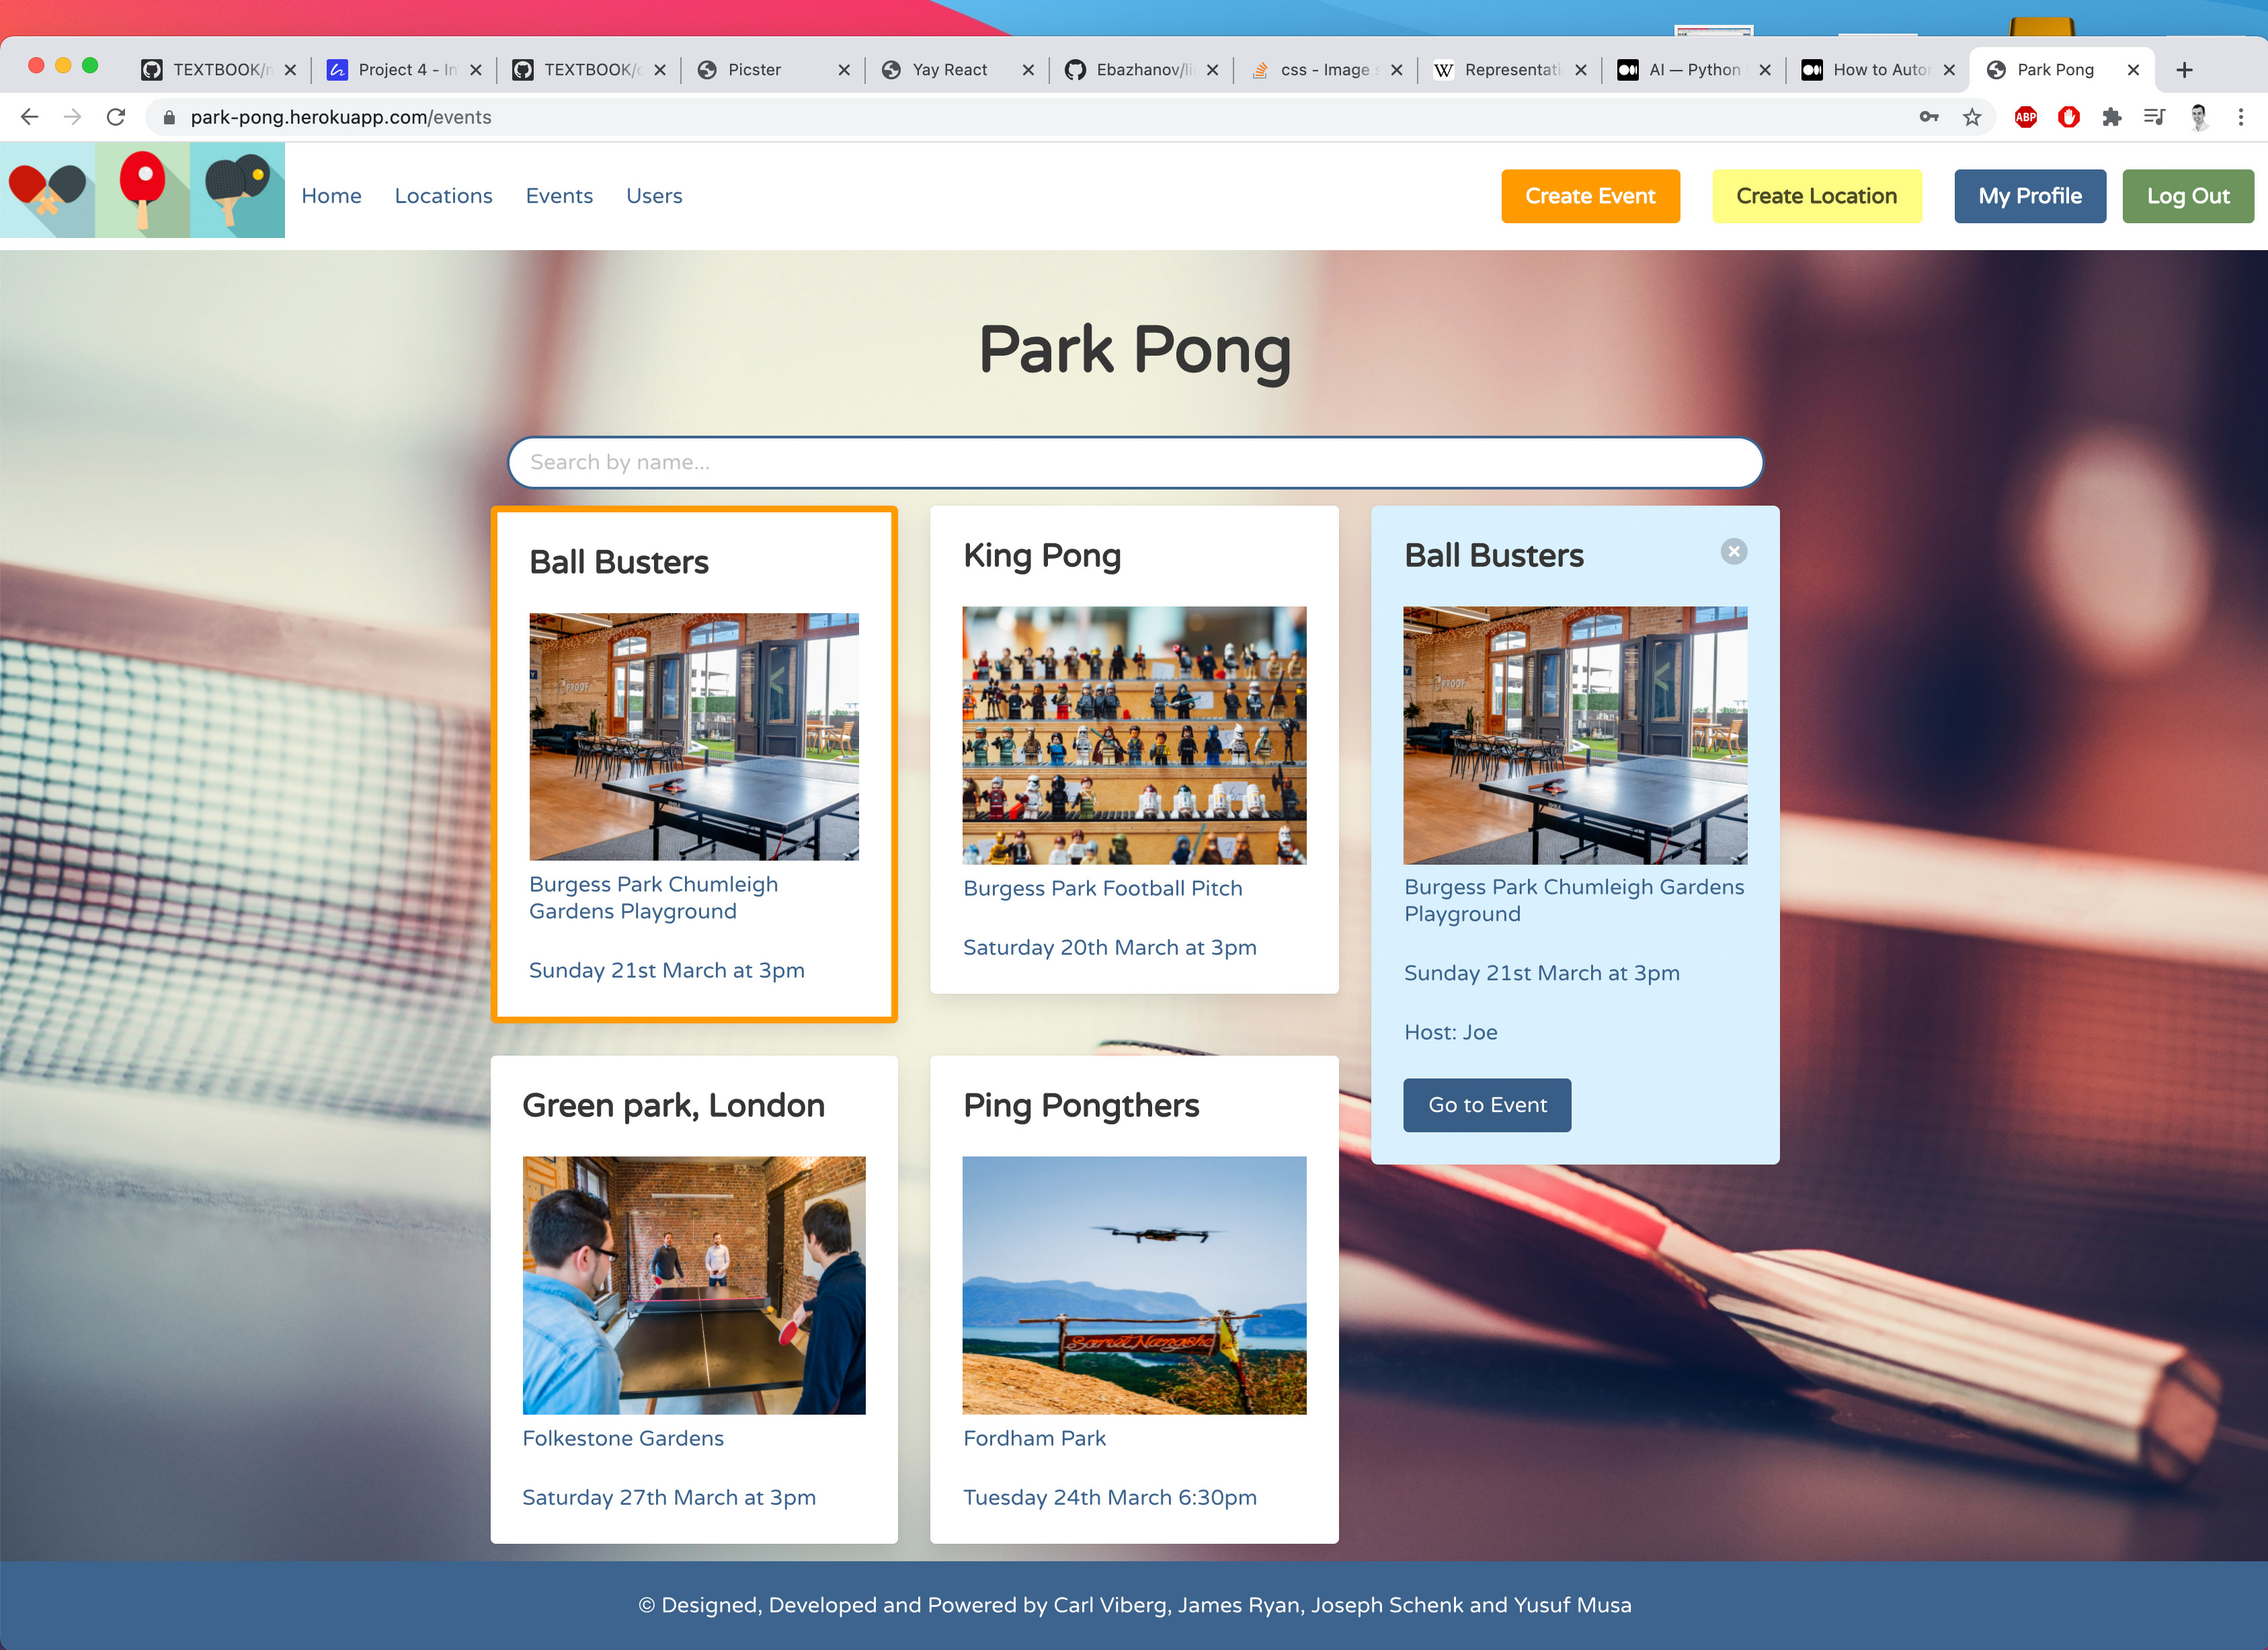 TEXTBOOK/
Project 4 - In
TEXTBOOK/
Picster
Yay React
Ebazhanov/li
css - Image s
W
Representati
AI — Python
How to Autor
Park Pong
park-pong.herokuapp.com/events
ABP
Home
Locations
Events
Users
Create Event
Create Location
My Profile
Log Out
Park Pong
Search by name...
Ball Busters
PROOF
Burgess Park Chumleigh
Gardens Playground
Sunday 21st March at 3pm
King Pong
Burgess Park Football Pitch
Saturday 20th March at 3pm
Ball Busters
PROOF
Burgess Park Chumleigh Gardens
Playground
Sunday 21st March at 3pm
Host: Joe
Go to Event
Green park, London
Folkestone Gardens
Saturday 27th March at 3pm
Ping Pongthers
Fordham Park
Tuesday 24th March 6:30pm
© Designed, Developed and Powered by Carl Viberg, James Ryan, Joseph Schenk and Yusuf Musa